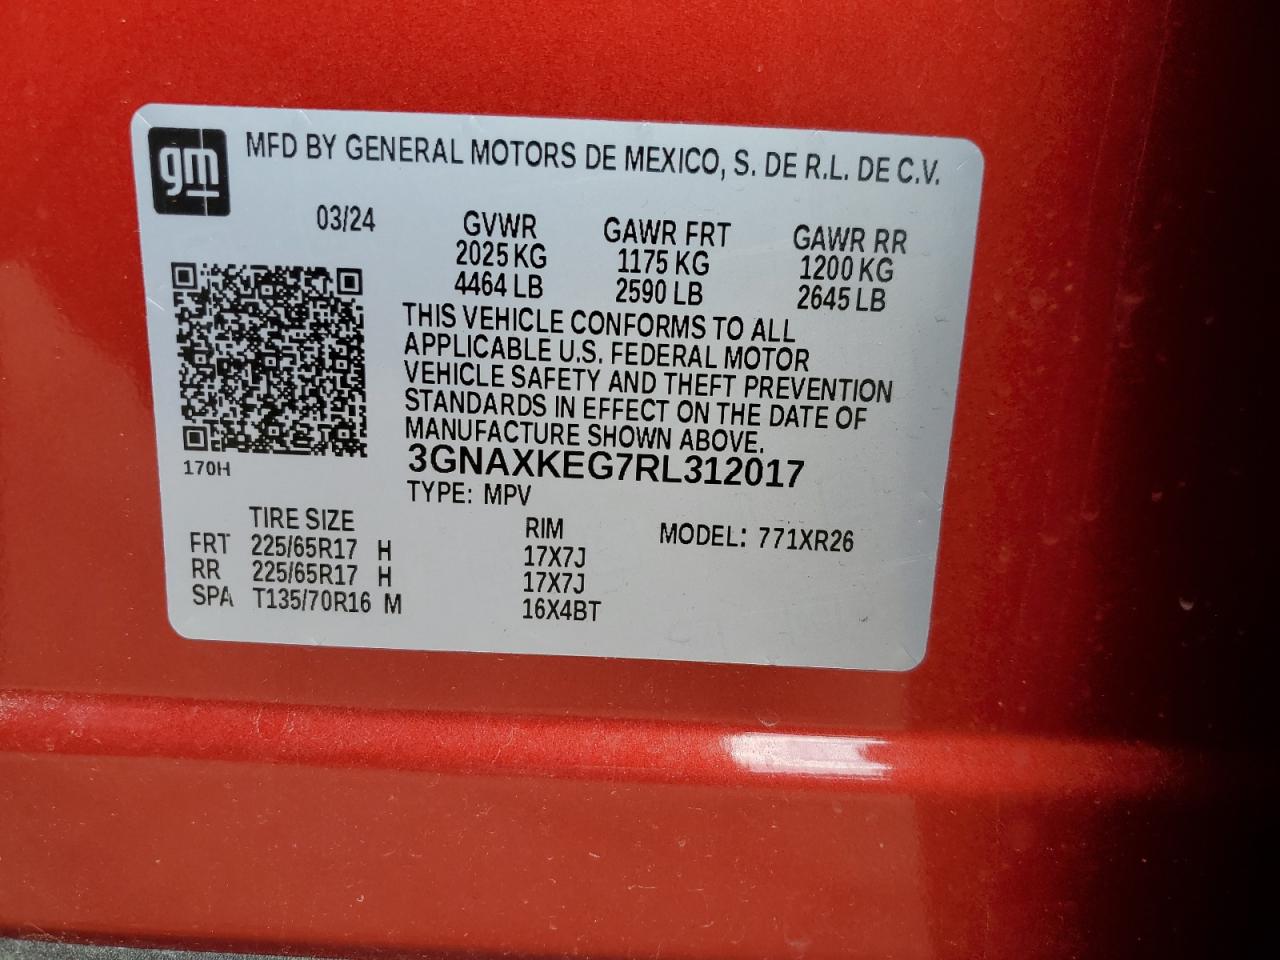 gm
MFD BY GENERAL MOTORS DE MEXICO, S. DE R.L. DE C.V.
03/24 GVWR GAWR FRT GAWR RR
2025 KG 1175 KG 1200 KG
4464 LB 2590 LB 2645 LB
THIS VEHICLE CONFORMS TO ALL
APPLICABLE U.S. FEDERAL MOTOR
VEHICLE SAFETY AND THEFT PREVENTION
STANDARDS IN EFFECT ON THE DATE OF
MANUFACTURE SHOWN ABOVE.
170H 3GNAXKEG7RL312017
TYPE: MPV
TIRE SIZE RIM MODEL: 771XR26
FRT 225/65R17 H 17X7J
RR 225/65R17 H 17X7J
SPA T135/70R16 M 16X4BT